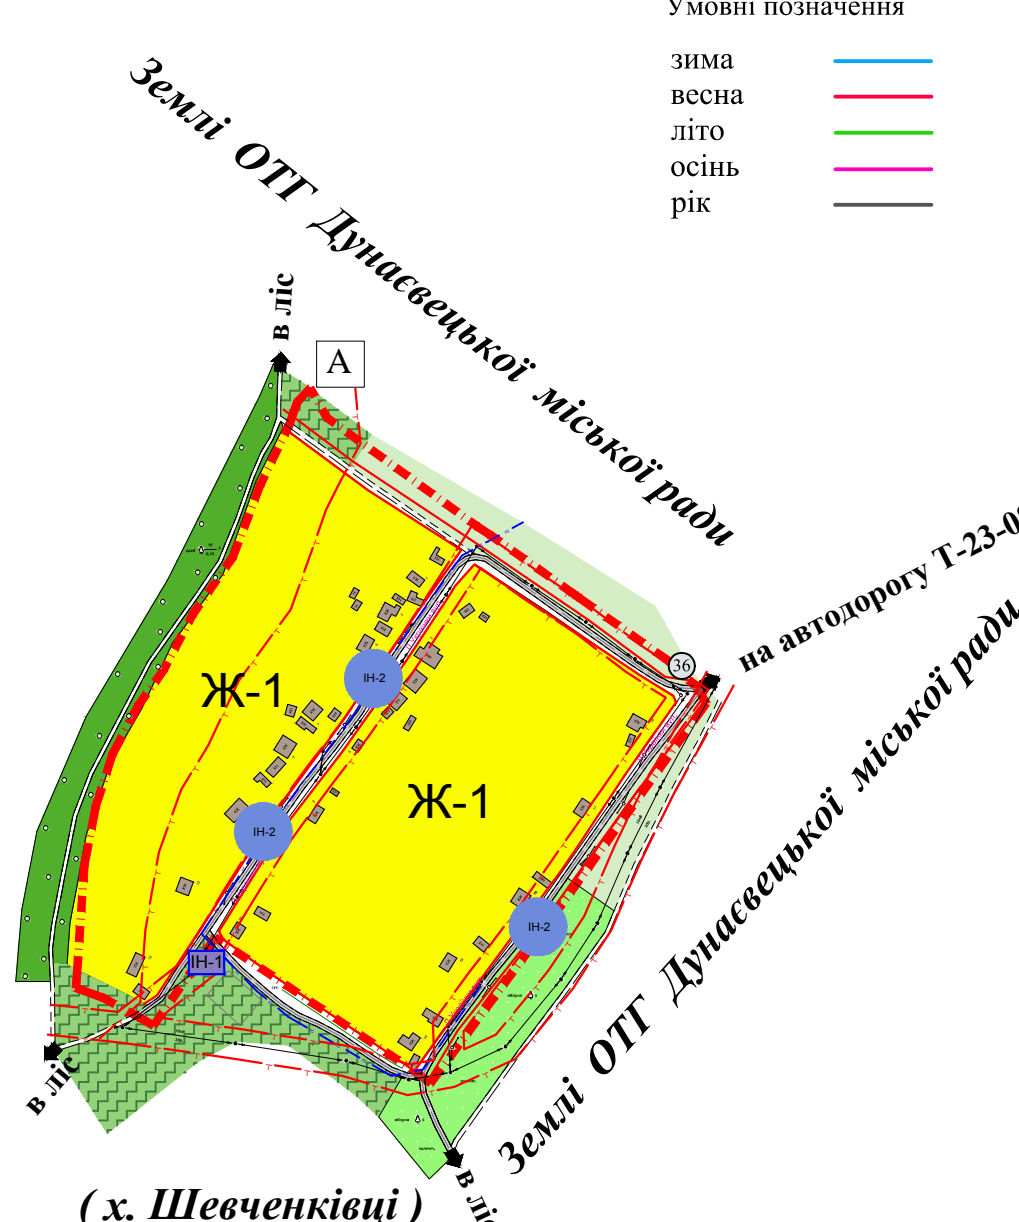 Умовні позначення
зима
весна
літо
осінь
рік
Землі ОТГ Дунаєвецької міської ради
в ліс
А
на автодорогу Т-23-0
36
Ж-1
ІН-2
Ж-1
ІН-2
ІН-2
ІН-1
Землі ОТГ Дунаєвецької міської ради
в ліс
в ліс
( х. Шевченківці )